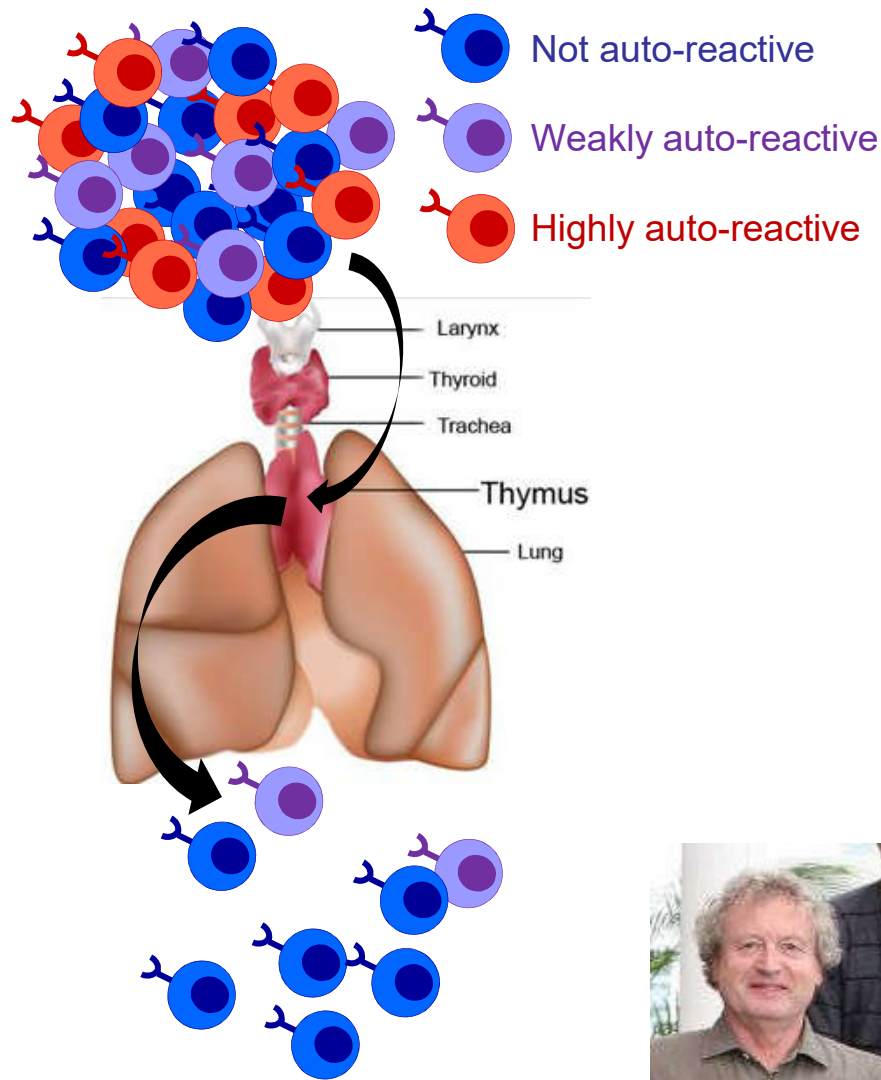 Not auto-reactive
Weakly auto-reactive
Highly auto-reactive
Larynx
Thyroid
Trachea
Thymus
Lung